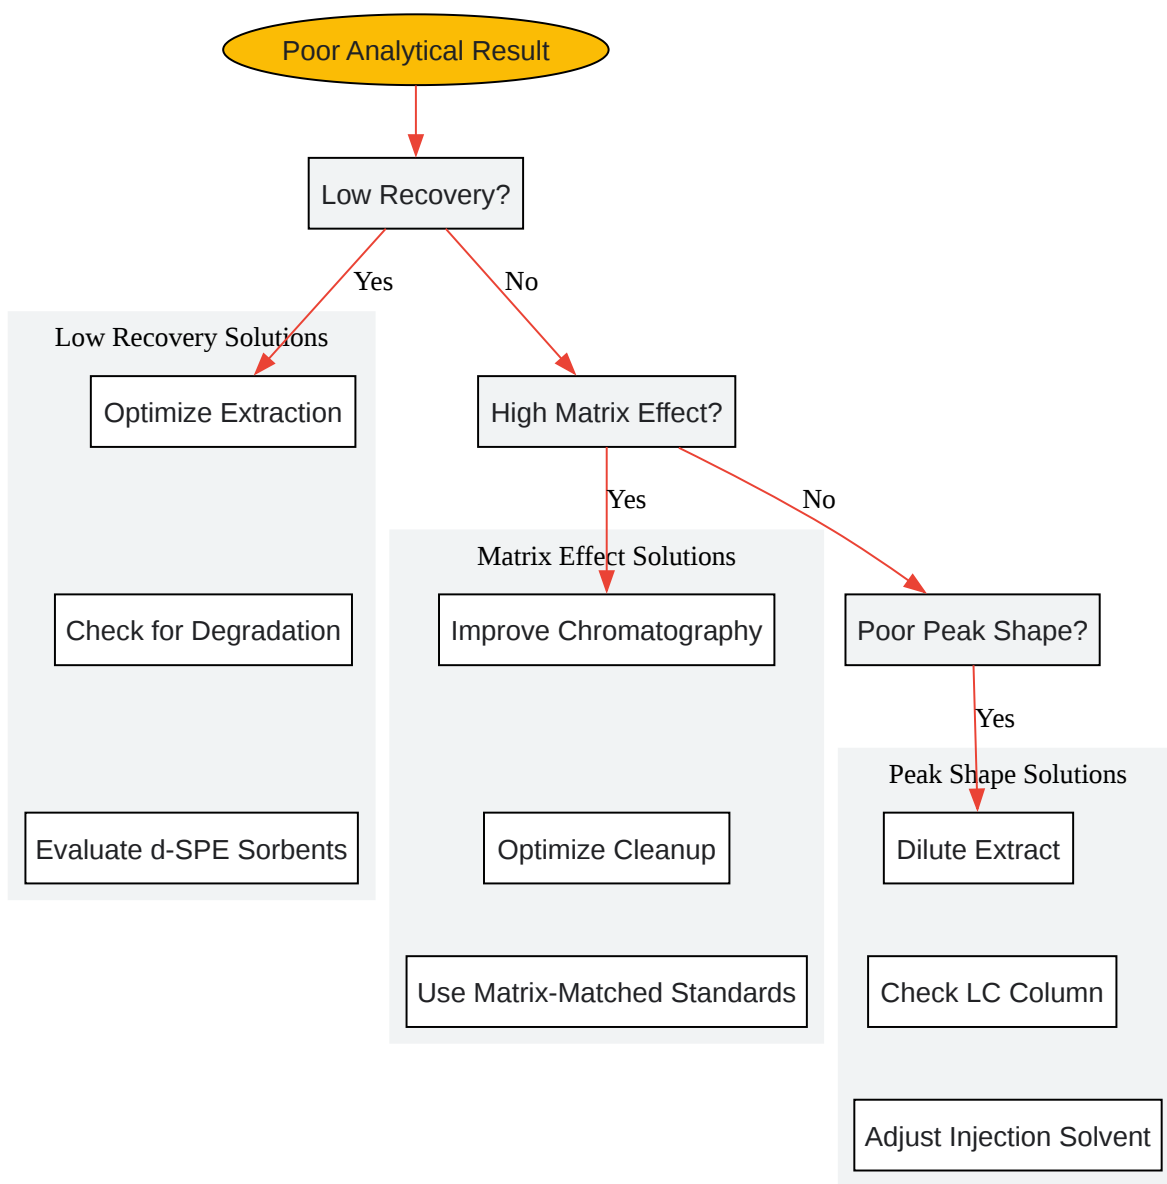 Poor Analytical Result
Low Recovery?
Yes
No
Low Recovery Solutions
Optimize Extraction
High Matrix Effect?
Yes
No
Matrix Effect Solutions
Check for Degradation
Improve Chromatography
Poor Peak Shape?
Yes
Peak Shape Solutions
Evaluate d-SPE Sorbents
Optimize Cleanup
Dilute Extract
Use Matrix-Matched Standards
Check LC Column
Adjust Injection Solvent